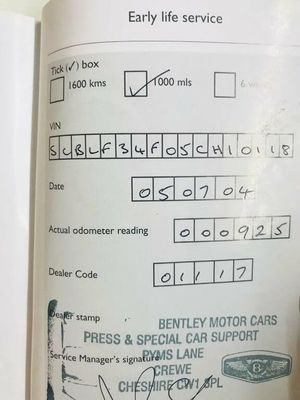 Early life service
Tick (✓) box
1600 kms ✓ 1000 mls 6
VIN
SCBLF34F05CH10118
Date 050704
Actual odometer reading 000925
Dealer Code 01117
Dealer stamp
BENTLEY MOTOR CARS
PRESS & SPECIAL CAR SUPPORT
PYMS LANE
Service Manager's signature
CREWE
CHESHIRE CW1 3PL